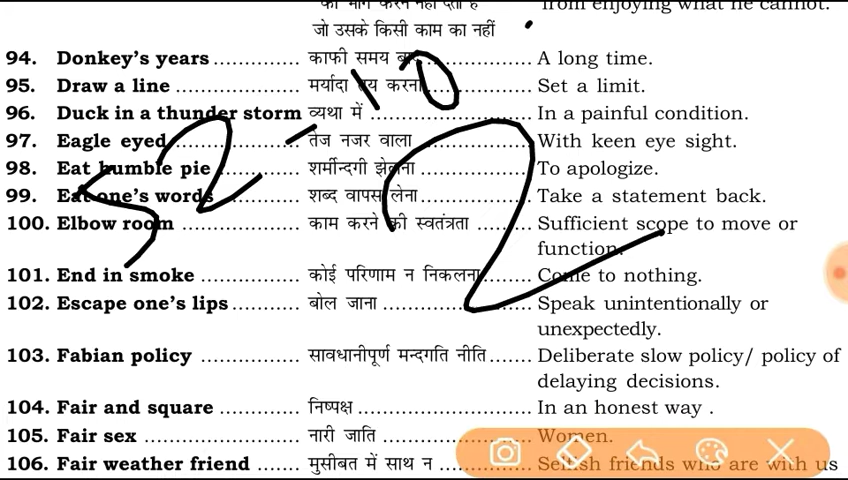 from enjoying what he cannot.
जो उसके किसी काम का नहीं
94. Donkey's years .............. काफी समय बाद .............. A long time.
95. Draw a line .................... मर्यादा तय करना .............. Set a limit.
96. Duck in a thunder storm व्यथा में .......................... In a painful condition.
97. Eagle eyed ...................... तेज नजर वाला .................... With keen eye sight.
98. Eat humble pie ............... शर्मीन्दगी झेलना .................... To apologize.
99. Eat one's words .............. शब्द वापस लेना .................. Take a statement back.
100. Elbow room .................. काम करने की स्वतंत्रता ......... Sufficient scope to move or
function.
101. End in smoke ............... कोई परिणाम न निकलना ........ Come to nothing.
102. Escape one's lips .......... बोल जाना ........................ Speak unintentionally or
unexpectedly.
103. Fabian policy ............... सावधानीपूर्ण मन्दगति नीति ....... Deliberate slow policy/ policy of
delaying decisions.
104. Fair and square ............ निष्पक्ष ............................ In an honest way .
105. Fair sex ....................... नारी जाति ........................ Women.
106. Fair weather friend ....... मुसीबत में साथ न ............... Selfish friends who are with us